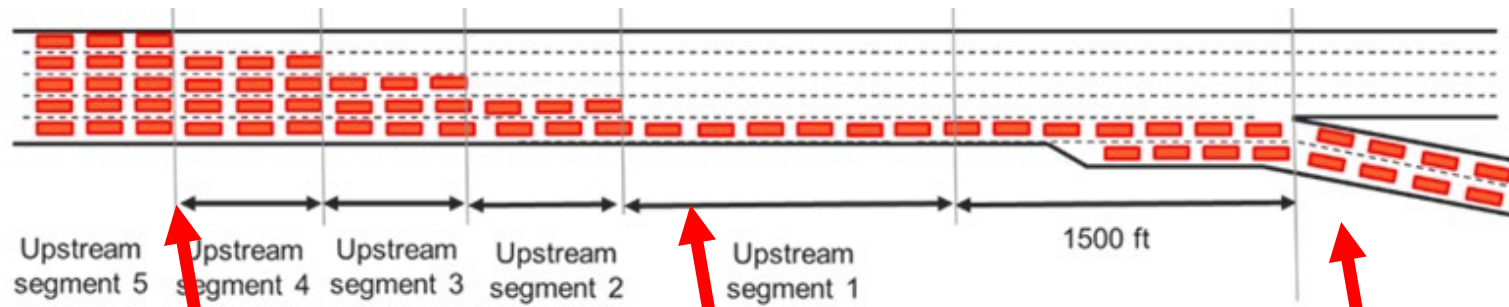 Upstream
segment 5
Upstream
segment 4
Upstream
segment 3
Upstream
segment 2
Upstream
segment 1
1500 ft